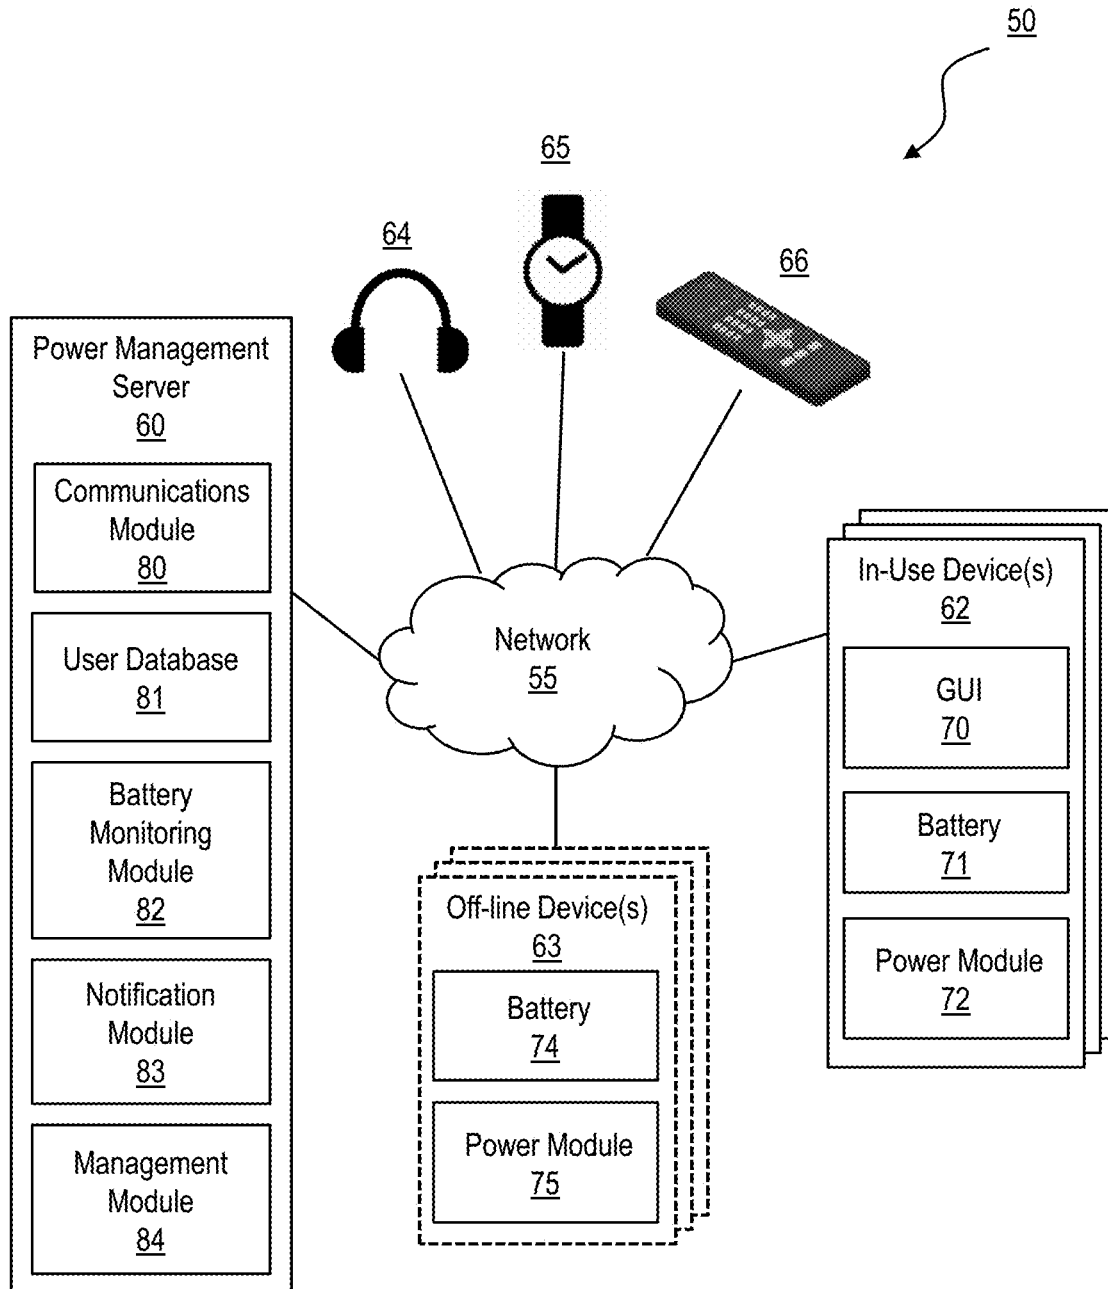 50
65
64
66
Power Management
Server
60
Communications
Module
80
User Database
81
Battery
Monitoring
Module
82
Notification
Module
83
Management
Module
84
Network
55
Off-line Device(s)
63
Battery
74
Power Module
75
In-Use Device(s)
62
GUI
70
Battery
71
Power Module
72